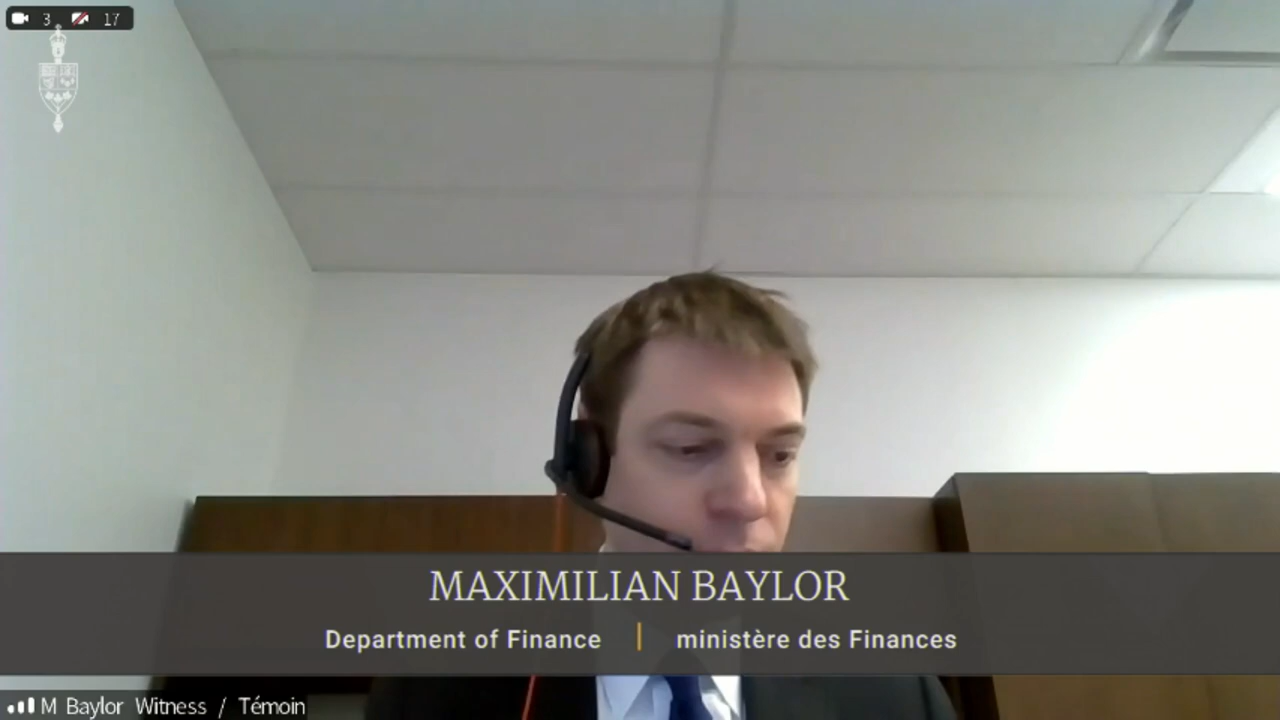 3 17
MAXIMILIAN BAYLOR
Department of Finance | ministère des Finances
M Baylor Witness / Témoin